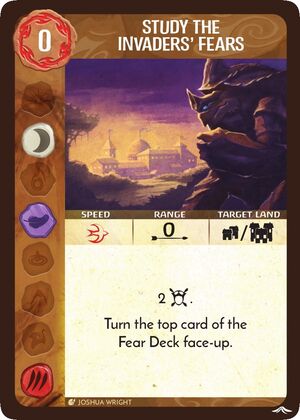 0
STUDY THE
INVADERS' FEARS
SPEED
RANGE
TARGET LAND
0
/
2 .
Turn the top card of the
Fear Deck face-up.
JOSHUA WRIGHT